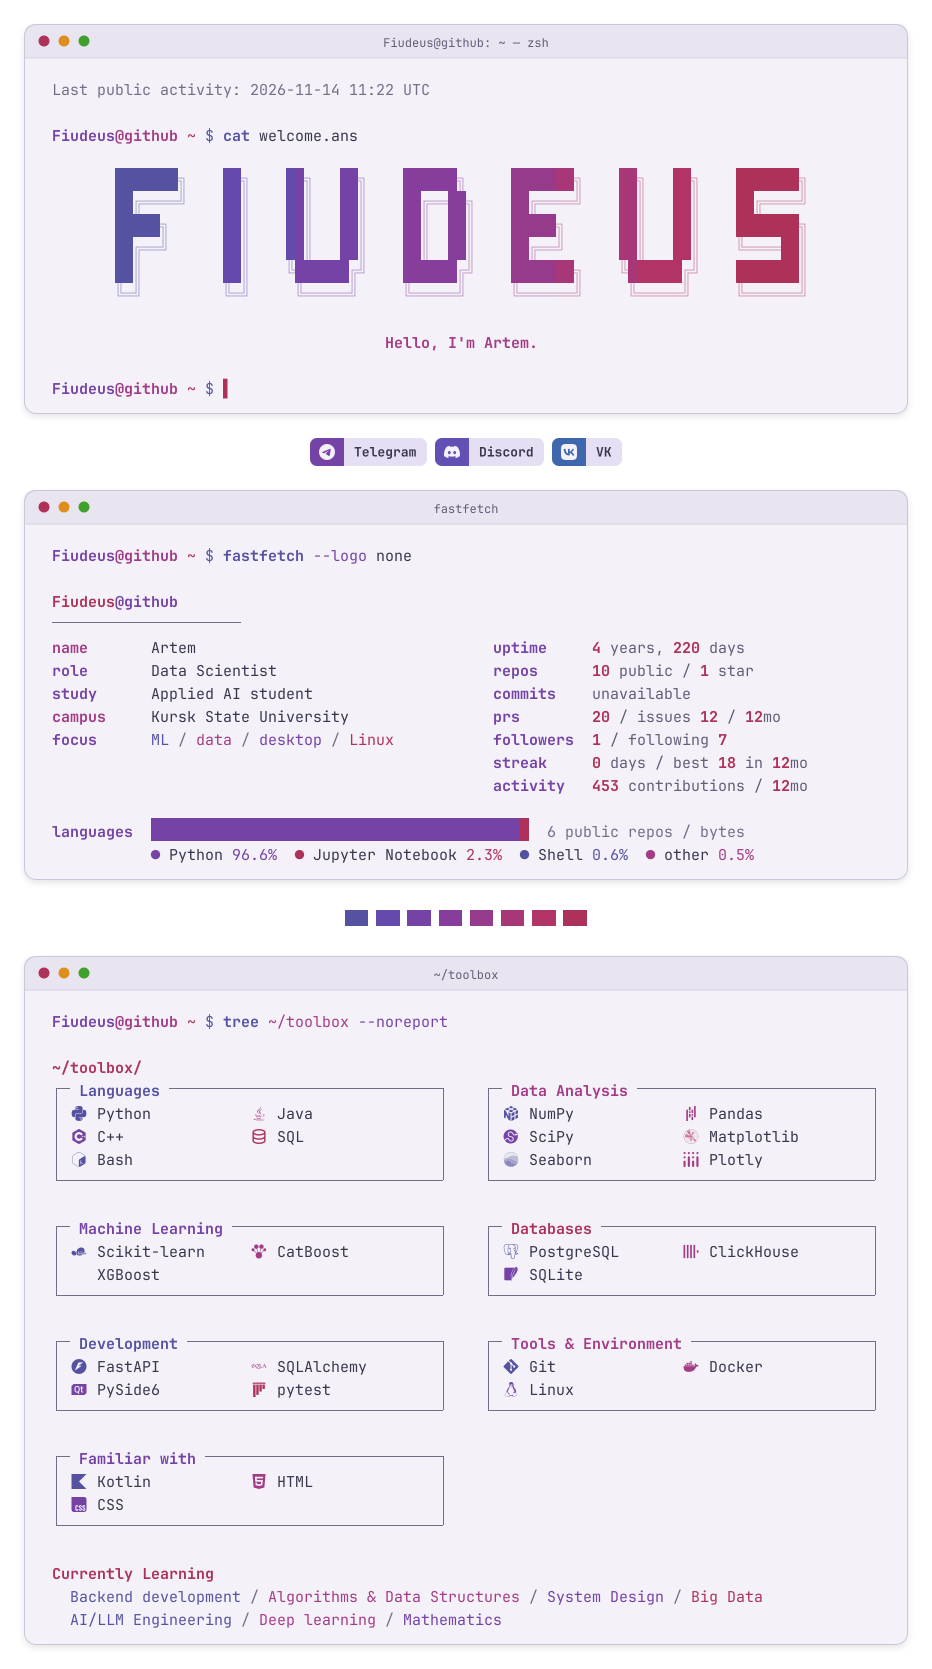 Fiudeus@github: ~ — zsh
Last public activity: 2026-11-14 11:22 UTC
Fiudeus@github ~ $ cat welcome.ans
FIUDEUS
Hello, I'm Artem.
Fiudeus@github ~ $
Telegram Discord VK
fastfetch
Fiudeus@github ~ $ fastfetch --logo none
Fiudeus@github
name Artem uptime 4 years, 220 days
role Data Scientist repos 10 public / 1 star
study Applied AI student commits unavailable
campus Kursk State University prs 20 / issues 12 / 12mo
focus ML / data / desktop / Linux followers 1 / following 7
streak 0 days / best 18 in 12mo
activity 453 contributions / 12mo
languages 6 public repos / bytes
Python 96.6% Jupyter Notebook 2.3% Shell 0.6% other 0.5%
~/toolbox
Fiudeus@github ~ $ tree ~/toolbox --noreport
~/toolbox/
Languages Data Analysis
Python Java NumPy Pandas
C++ SQL SciPy Matplotlib
Bash Seaborn Plotly
Machine Learning Databases
Scikit-learn CatBoost PostgreSQL ClickHouse
XGBoost SQLite
Development Tools & Environment
FastAPI SQLAlchemy Git Docker
PySide6 pytest Linux
Familiar with
Kotlin HTML
CSS
Currently Learning
Backend development / Algorithms & Data Structures / System Design / Big Data
AI/LLM Engineering / Deep learning / Mathematics